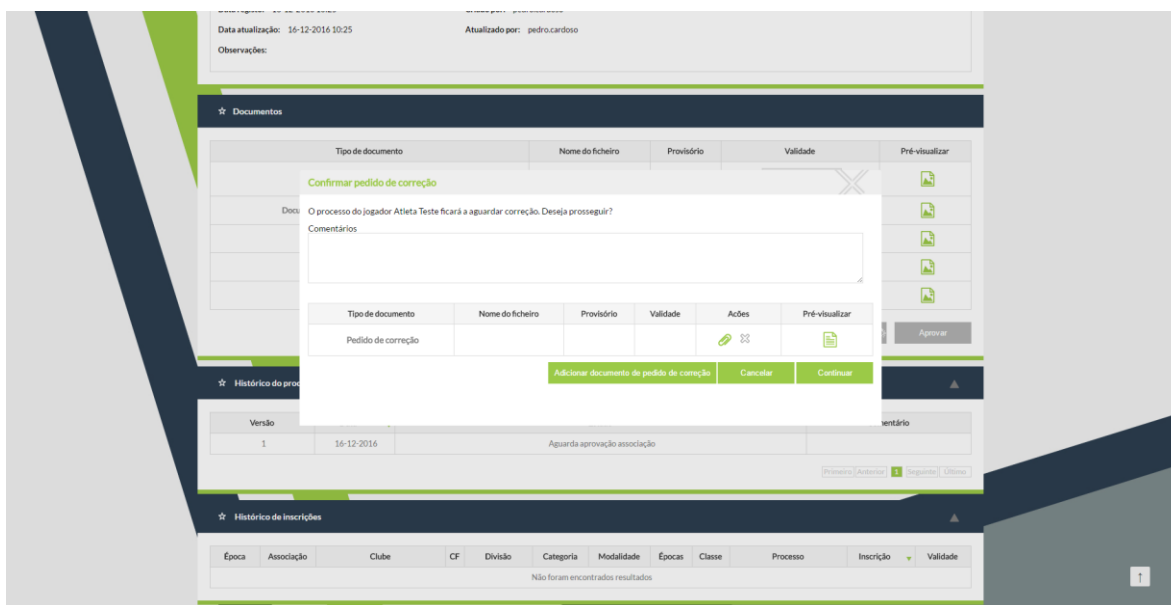 Data atualização: 16-12-2016 10:25 Atualizado por: pedro.cardoso
Observações:
Documentos
Tipo de documento Nome do ficheiro Provisório Validade Pré-visualizar
Confirmar pedido de correção
O processo do jogador Atleta Teste ficará a aguardar correção. Deseja prosseguir?
Comentários
Tipo de documento Nome do ficheiro Provisório Validade Acões Pré-visualizar
Pedido de correção
Aprovar
Adicionar documento de pedido de correção Cancelar Continuar
Histórico do
Versão
1 16-12-2016 Aguarda aprovação associação
Primeiro Anterior 1 Seguinte Último
Histórico de inscrições
Época Associação Clube CF Divisão Categoria Modalidade Épocas Classe Processo Inscrição Validade
Não foram encontrados resultados